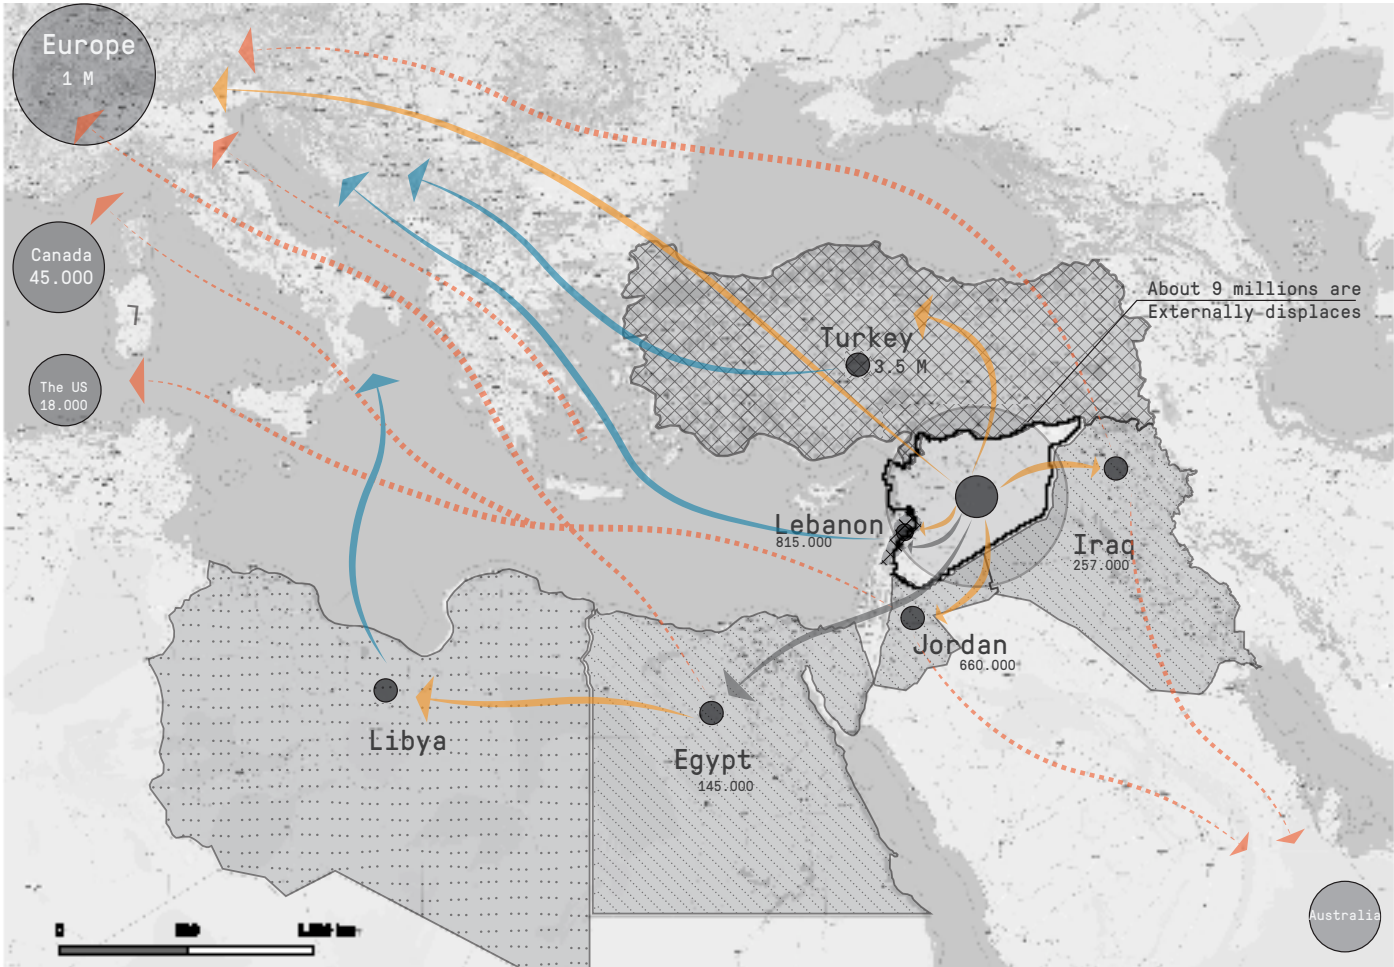 Europe
1 M
Canada
45.000
The US
18.000
About 9 millions are
Externally displaces
Turkey
3.5 M
Lebanon
815.000
Iraq
257.000
Jordan
660.000
Libya
Egypt
145.000
Australia
0